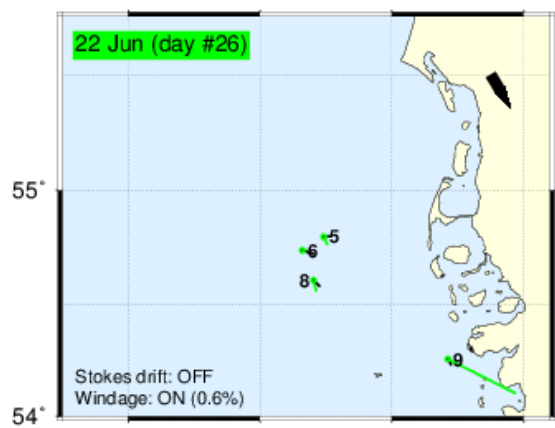 22 Jun (day #26)
55°
5
6
8
9
Stokes drift: OFF
Windage: ON (0.6%)
54°